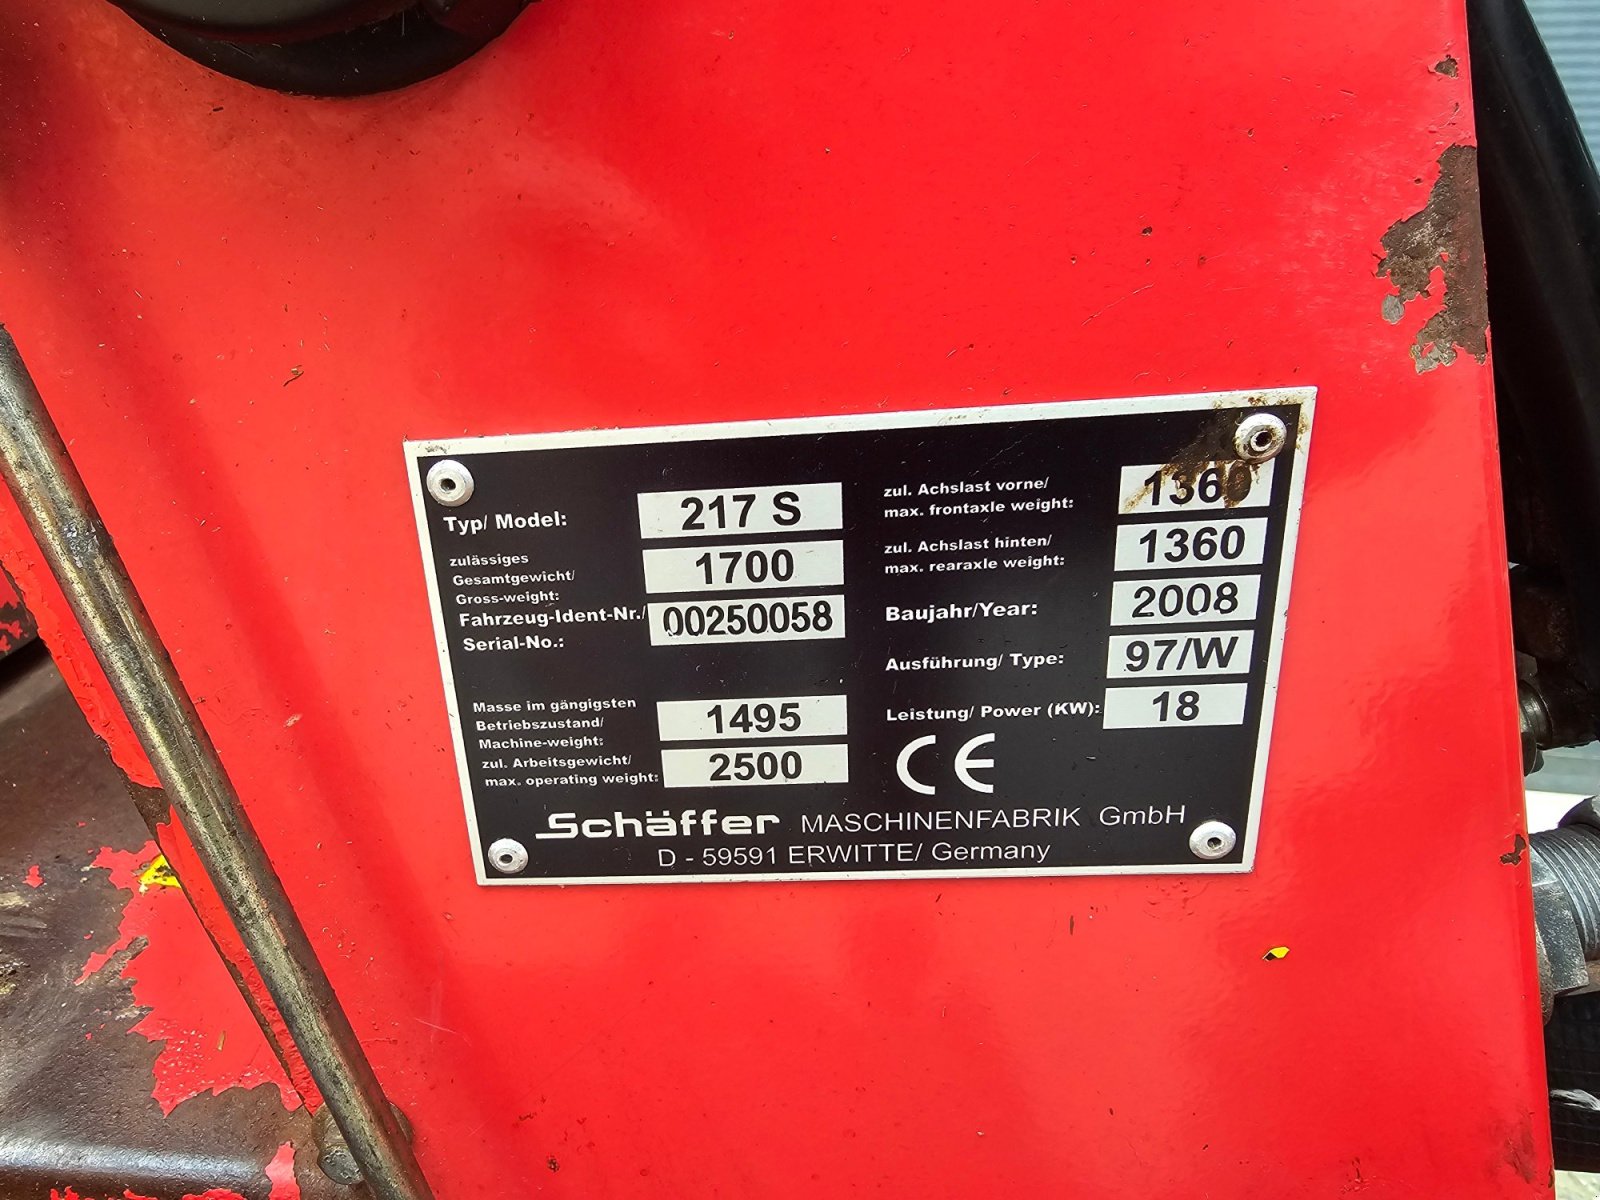 Typ/ Model: 217 S
zulässiges
Gesamtgewicht/
Gross-weight: 1700
Fahrzeug-Ident-Nr./
Serial-No.: 00250058
Masse im gängigsten
Betriebszustand/
Machine-weight: 1495
zul. Arbeitsgewicht/
max. operating weight: 2500
zul. Achslast vorne/
max. frontaxle weight: 1360
zul. Achslast hinten/
max. rearaxle weight: 1360
Baujahr/Year: 2008
Ausführung/ Type: 97/W
Leistung/ Power (KW): 18
CE
Schäffer MASCHINENFABRIK GmbH
D - 59591 ERWITTE/ Germany